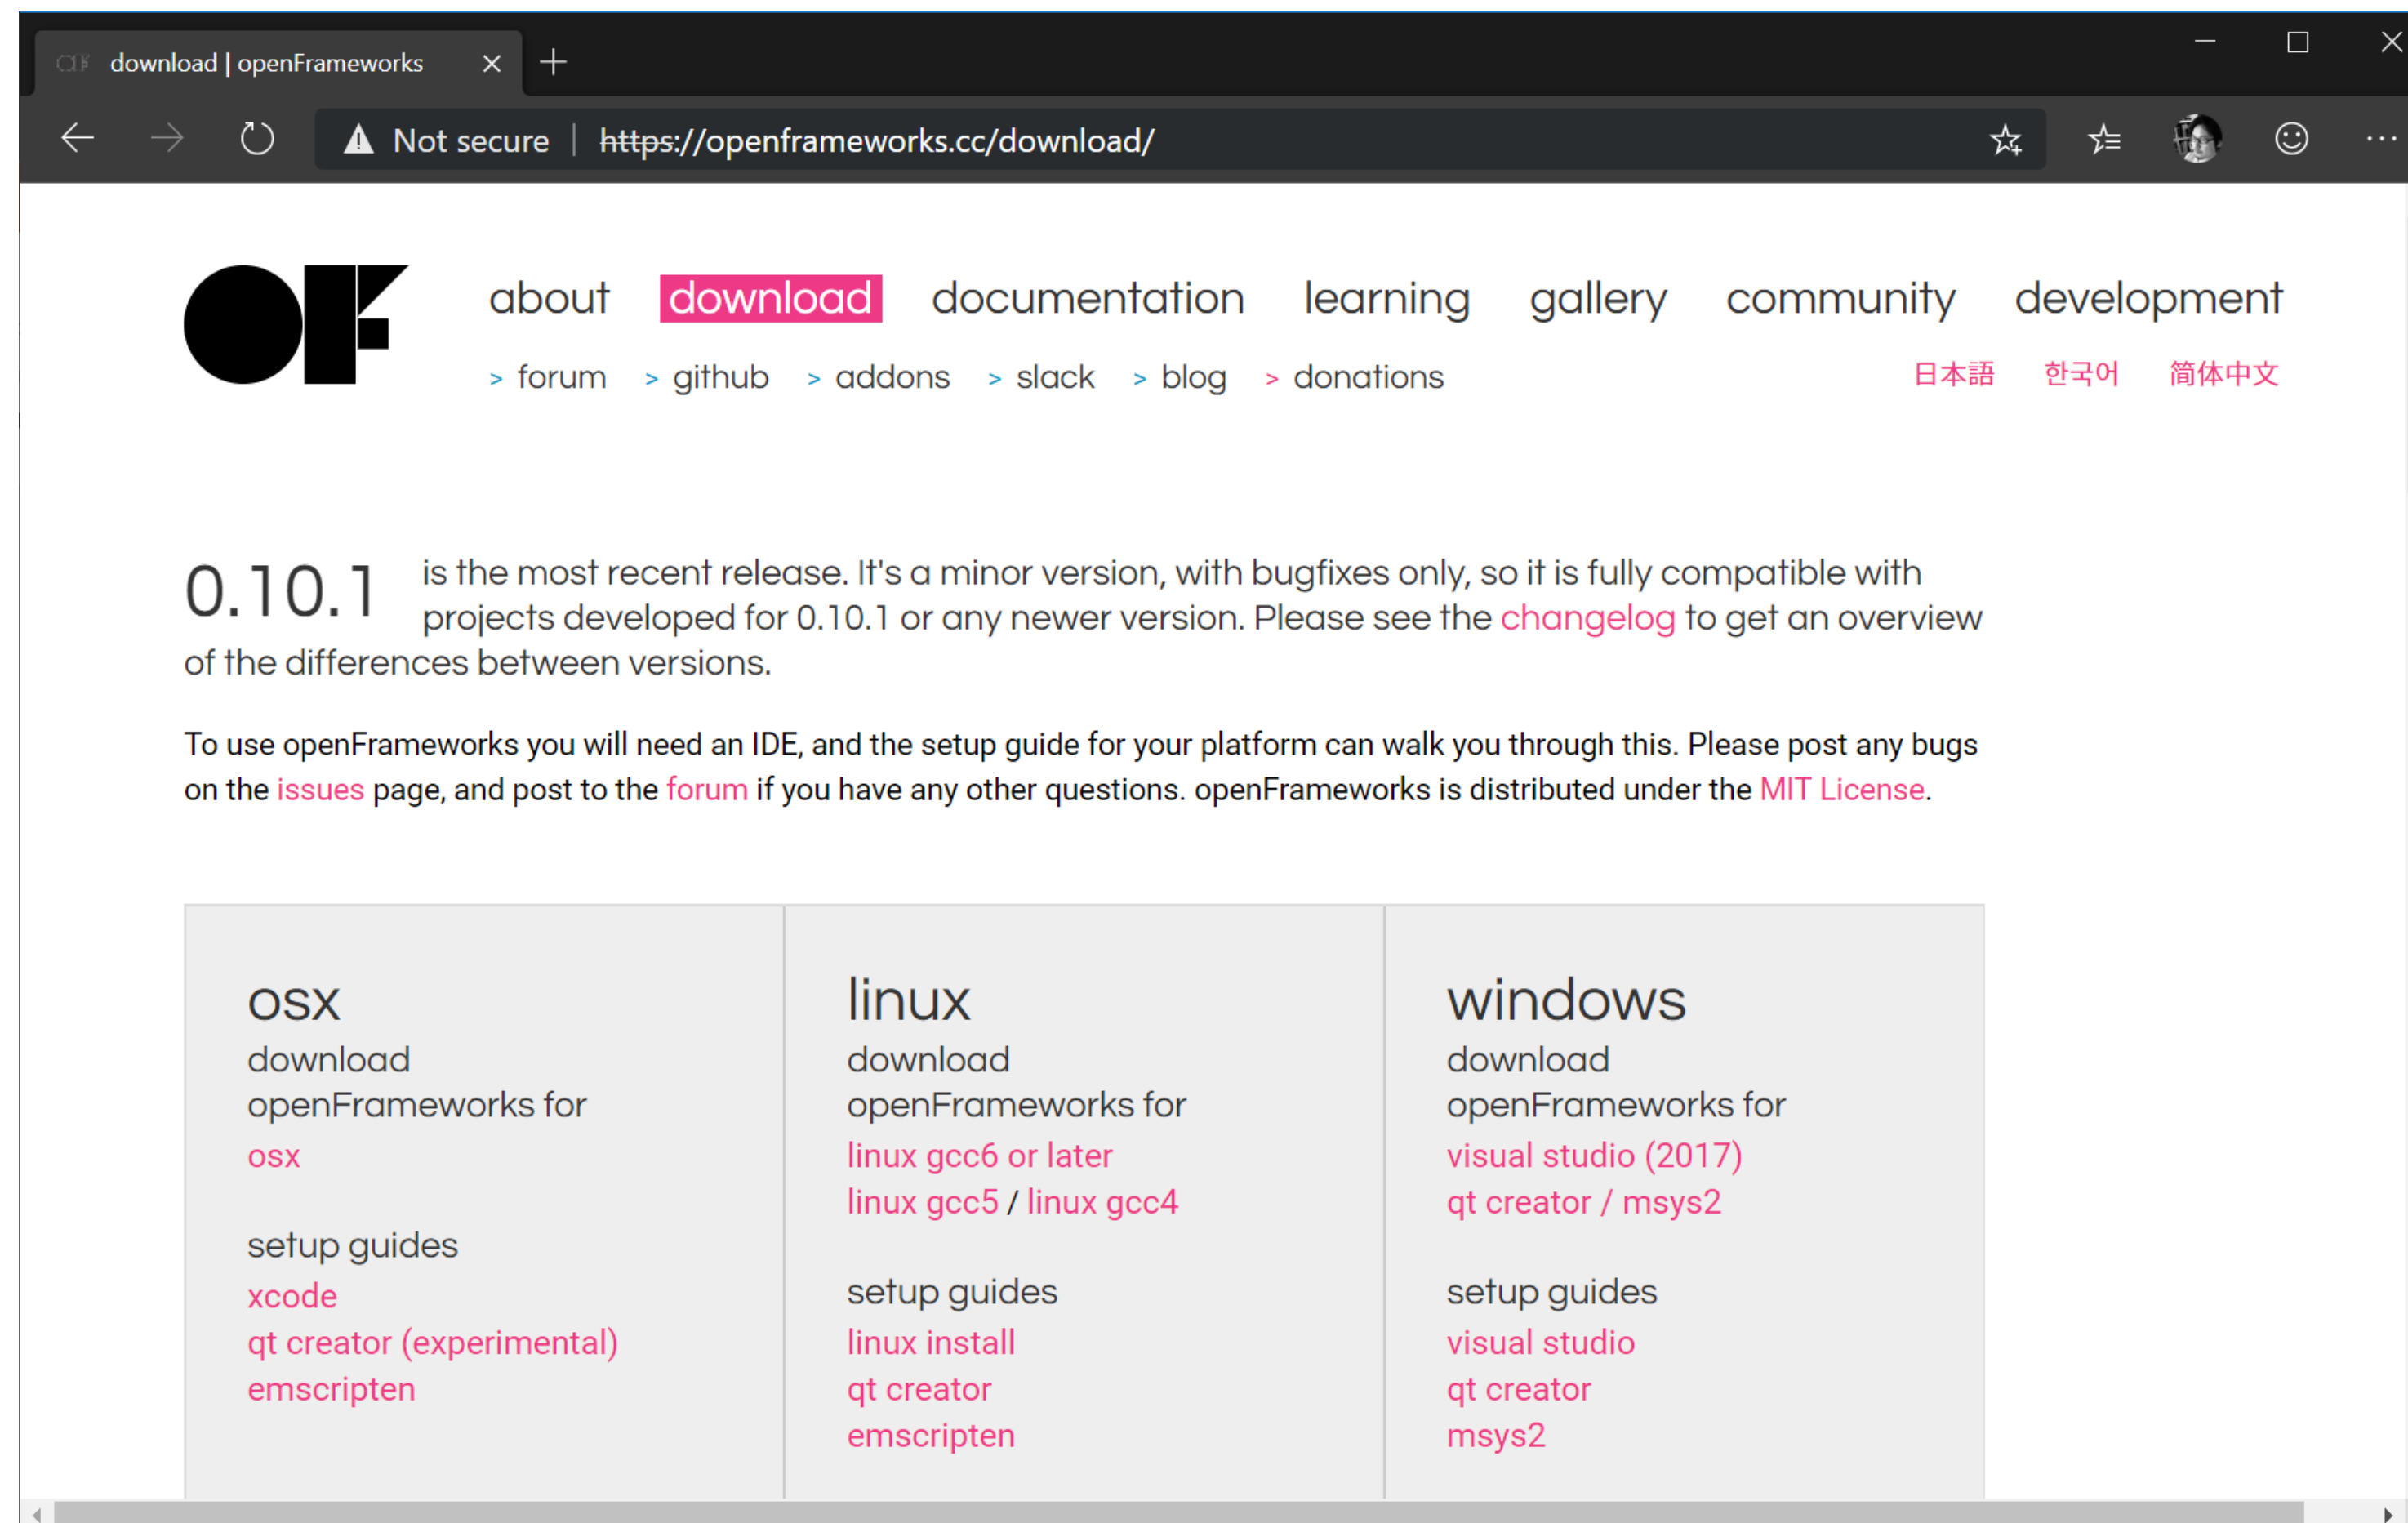 download | openFrameworks
Not secure | https://openframeworks.cc/download/
OF
about download documentation learning gallery community development
> forum > github > addons > slack > blog > donations
日本語 한국어 简体中文
0.10.1 is the most recent release. It's a minor version, with bugfixes only, so it is fully compatible with
projects developed for 0.10.1 or any newer version. Please see the changelog to get an overview
of the differences between versions.
To use openFrameworks you will need an IDE, and the setup guide for your platform can walk you through this. Please post any bugs
on the issues page, and post to the forum if you have any other questions. openFrameworks is distributed under the MIT License.
osx
download
openFrameworks for
osx
setup guides
xcode
qt creator (experimental)
emscripten
linux
download
openFrameworks for
linux gcc6 or later
linux gcc5 / linux gcc4
setup guides
linux install
qt creator
emscripten
windows
download
openFrameworks for
visual studio (2017)
qt creator / msys2
setup guides
visual studio
qt creator
msys2